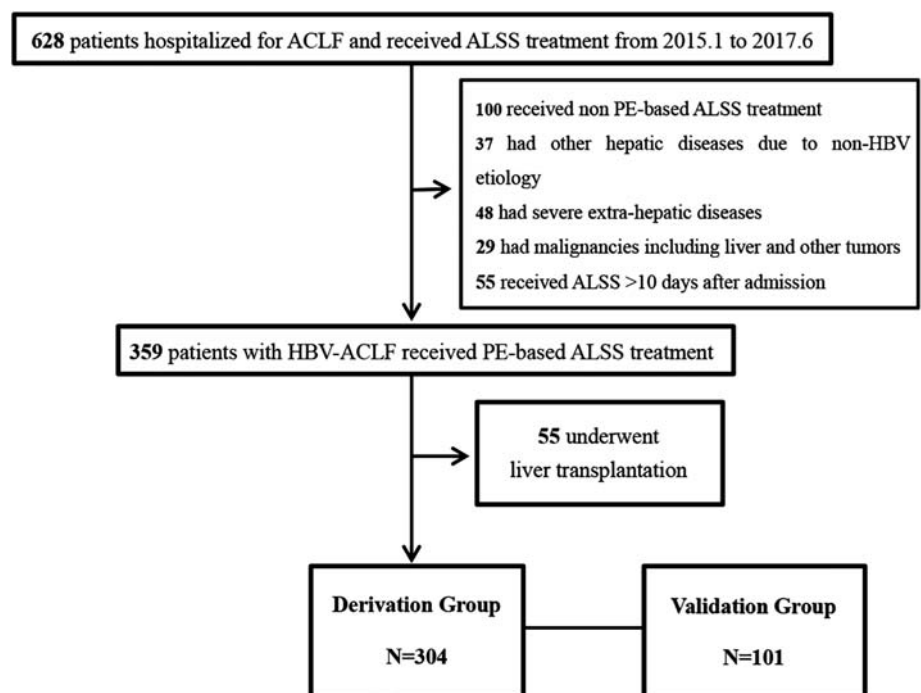 628 patients hospitalized for ACLF and received ALSS treatment from 2015.1 to 2017.6
100 received non PE-based ALSS treatment
37 had other hepatic diseases due to non-HBV
etiology
48 had severe extra-hepatic diseases
29 had malignancies including liver and other tumors
55 received ALSS >10 days after admission
359 patients with HBV-ACLF received PE-based ALSS treatment
55 underwent
liver transplantation
Derivation Group
N=304
Validation Group
N=101